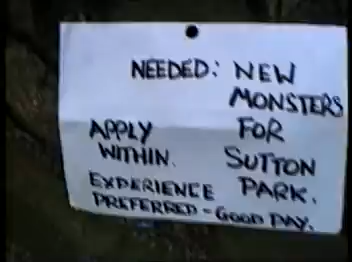 NEEDED: NEW
MONSTERS
FOR
SUTTON
PARK.
APPLY
WITHIN.
EXPERIENCE
PREFERRED - GOOD PAY.